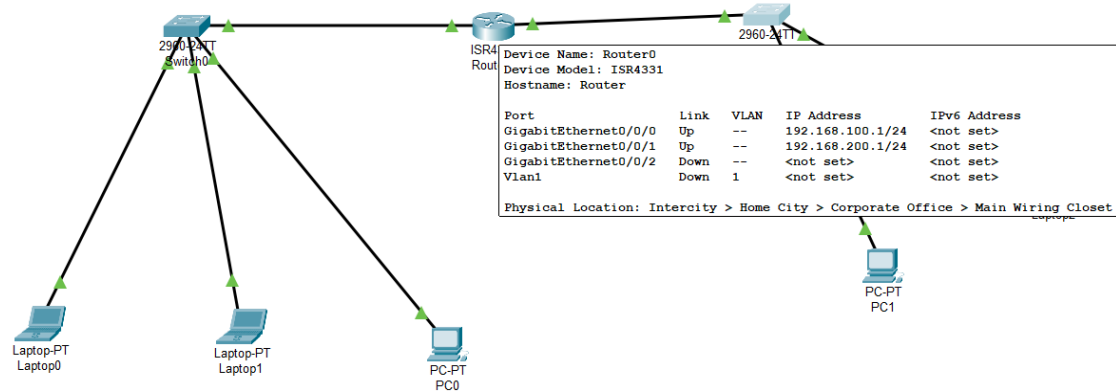 2960-24TT
Switch0
ISR4
Rout
2960-24TT
Device Name: Router0
Device Model: ISR4331
Hostname: Router
Port Link VLAN IP Address IPv6 Address
GigabitEthernet0/0/0 Up -- 192.168.100.1/24 <not set>
GigabitEthernet0/0/1 Up -- 192.168.200.1/24 <not set>
GigabitEthernet0/0/2 Down -- <not set> <not set>
Vlan1 Down 1 <not set> <not set>
Physical Location: Intercity > Home City > Corporate Office > Main Wiring Closet
PC-PT
PC1
Laptop-PT
Laptop0
Laptop-PT
Laptop1
PC-PT
PC0